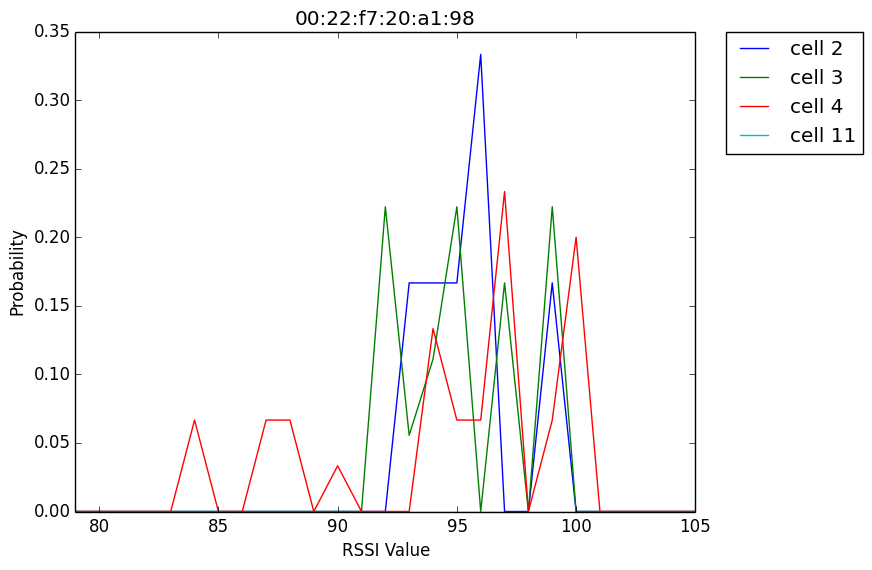 00:22:f7:20:a1:98
0.35
0.30
0.25
0.20
0.15
0.10
0.05
0.00
Probability
80 85 90 95 100 105
RSSI Value
cell 2
cell 3
cell 4
cell 11